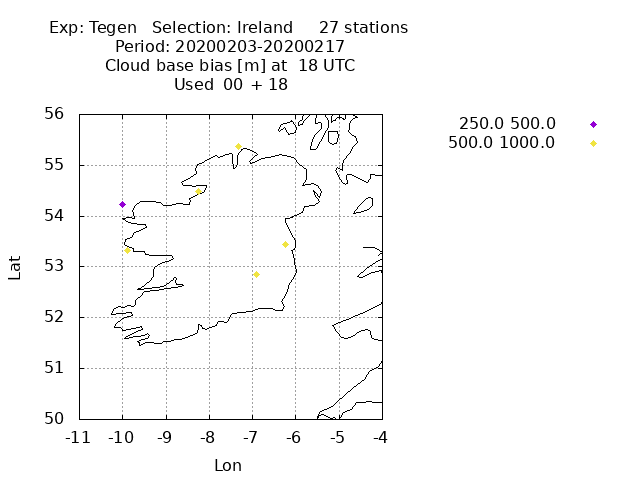 Exp: Tegen   Selection: Ireland     27 stations
Period: 20200203-20200217
Cloud base bias [m] at  18 UTC
Used  00 + 18
250.0 500.0
500.0 1000.0
56
55
54
53
52
51
50
Lat
-11 -10 -9 -8 -7 -6 -5 -4
Lon